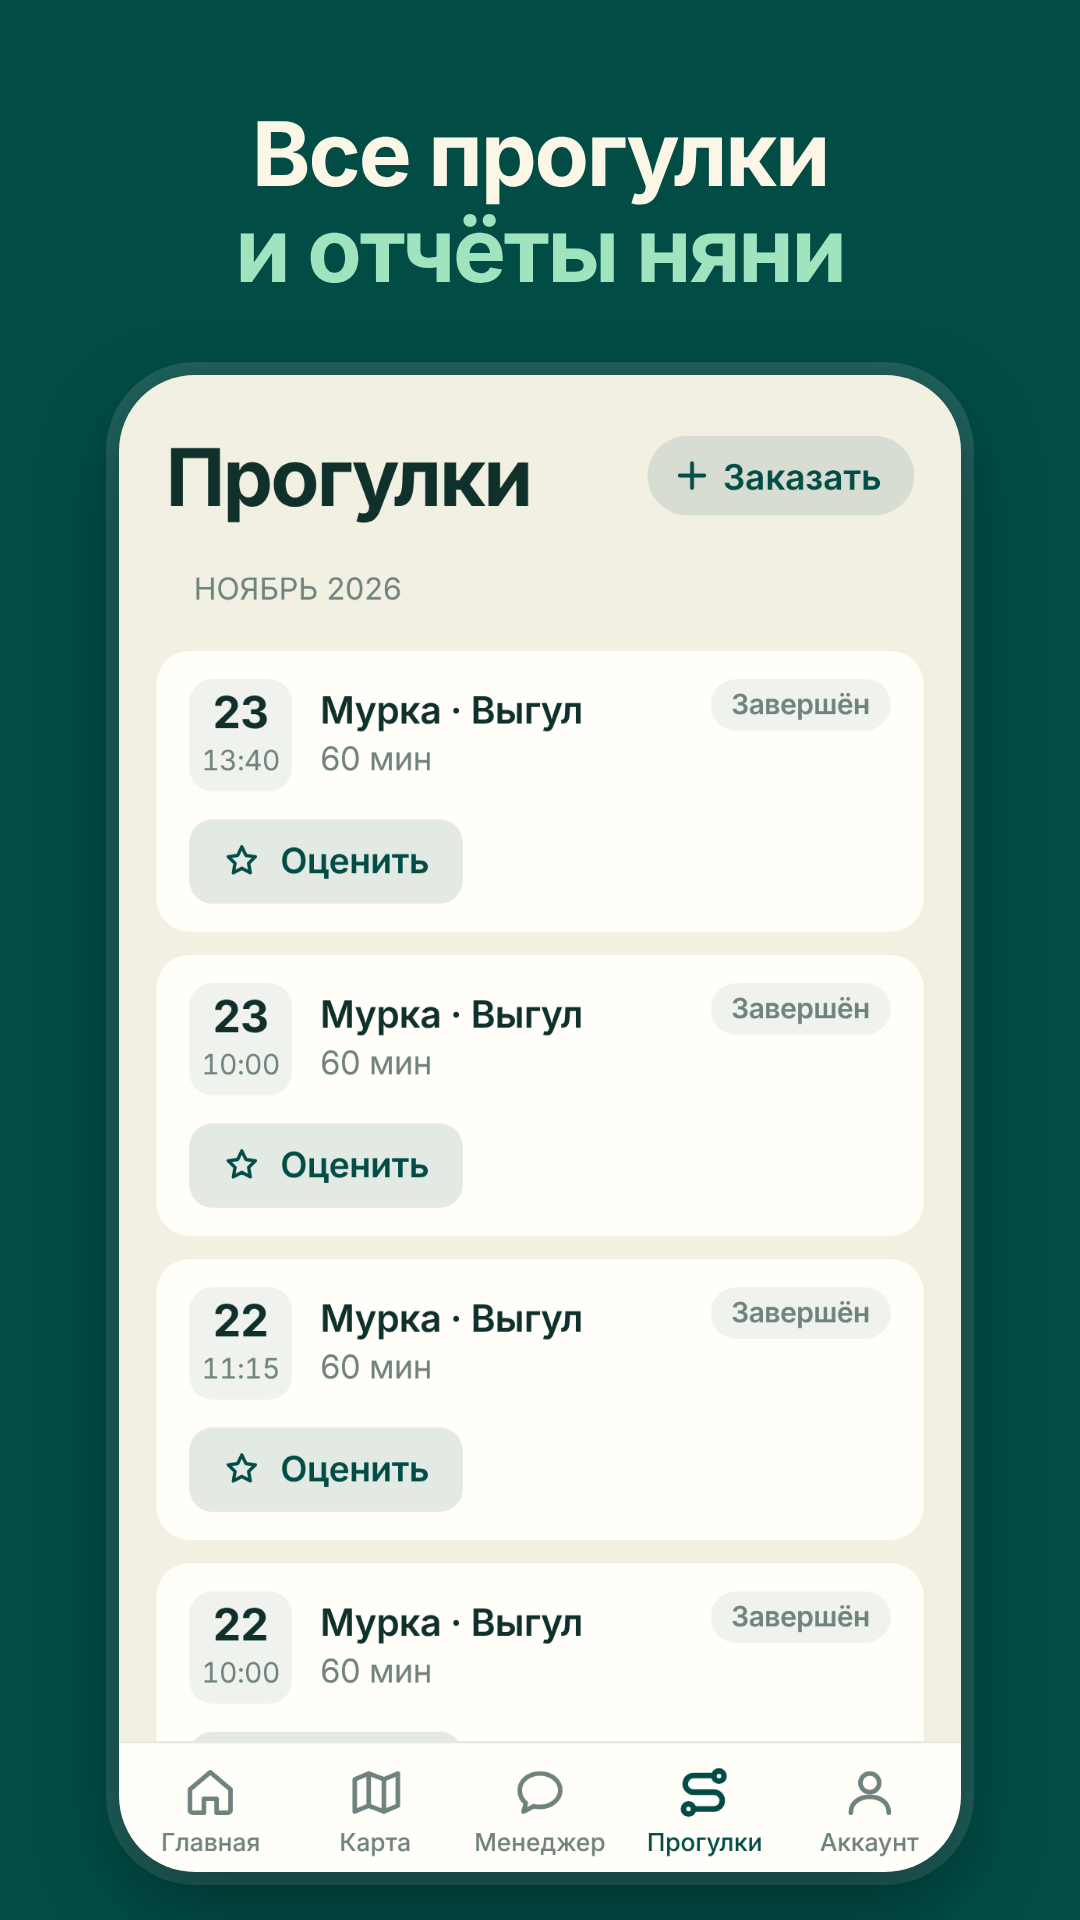 Все прогулки
и отчёты няни
Прогулки
Заказать
НОЯБРЬ 2026
23
13:40
Мурка · Выгул
60 мин
Завершён
Оценить
23
10:00
Мурка · Выгул
60 мин
Завершён
Оценить
22
11:15
Мурка · Выгул
60 мин
Завершён
Оценить
22
10:00
Мурка · Выгул
60 мин
Завершён
Главная
Карта
Менеджер
Прогулки
Аккаунт